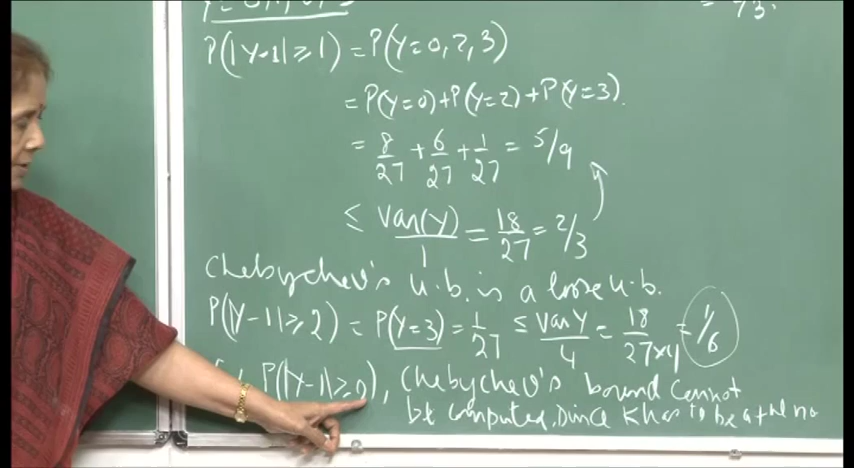 P(|Y-1|≥1) = P(Y=0,2,3)
= P(Y=0)+P(Y=2)+P(Y=3).
= 8/27 + 6/27 + 1/27 = 5/9
≤ Var(Y)/1 = 18/27 = 2/3
Chebychev's u.b. is a loose u.b.
P(|Y-1|≥2) = P(Y=3) = 1/27 ≤ Var Y/4 = 18/27×4 = 1/6
P(|Y-1|≥0), Chebychev's bound cannot
be computed, since k has to be a +ve no